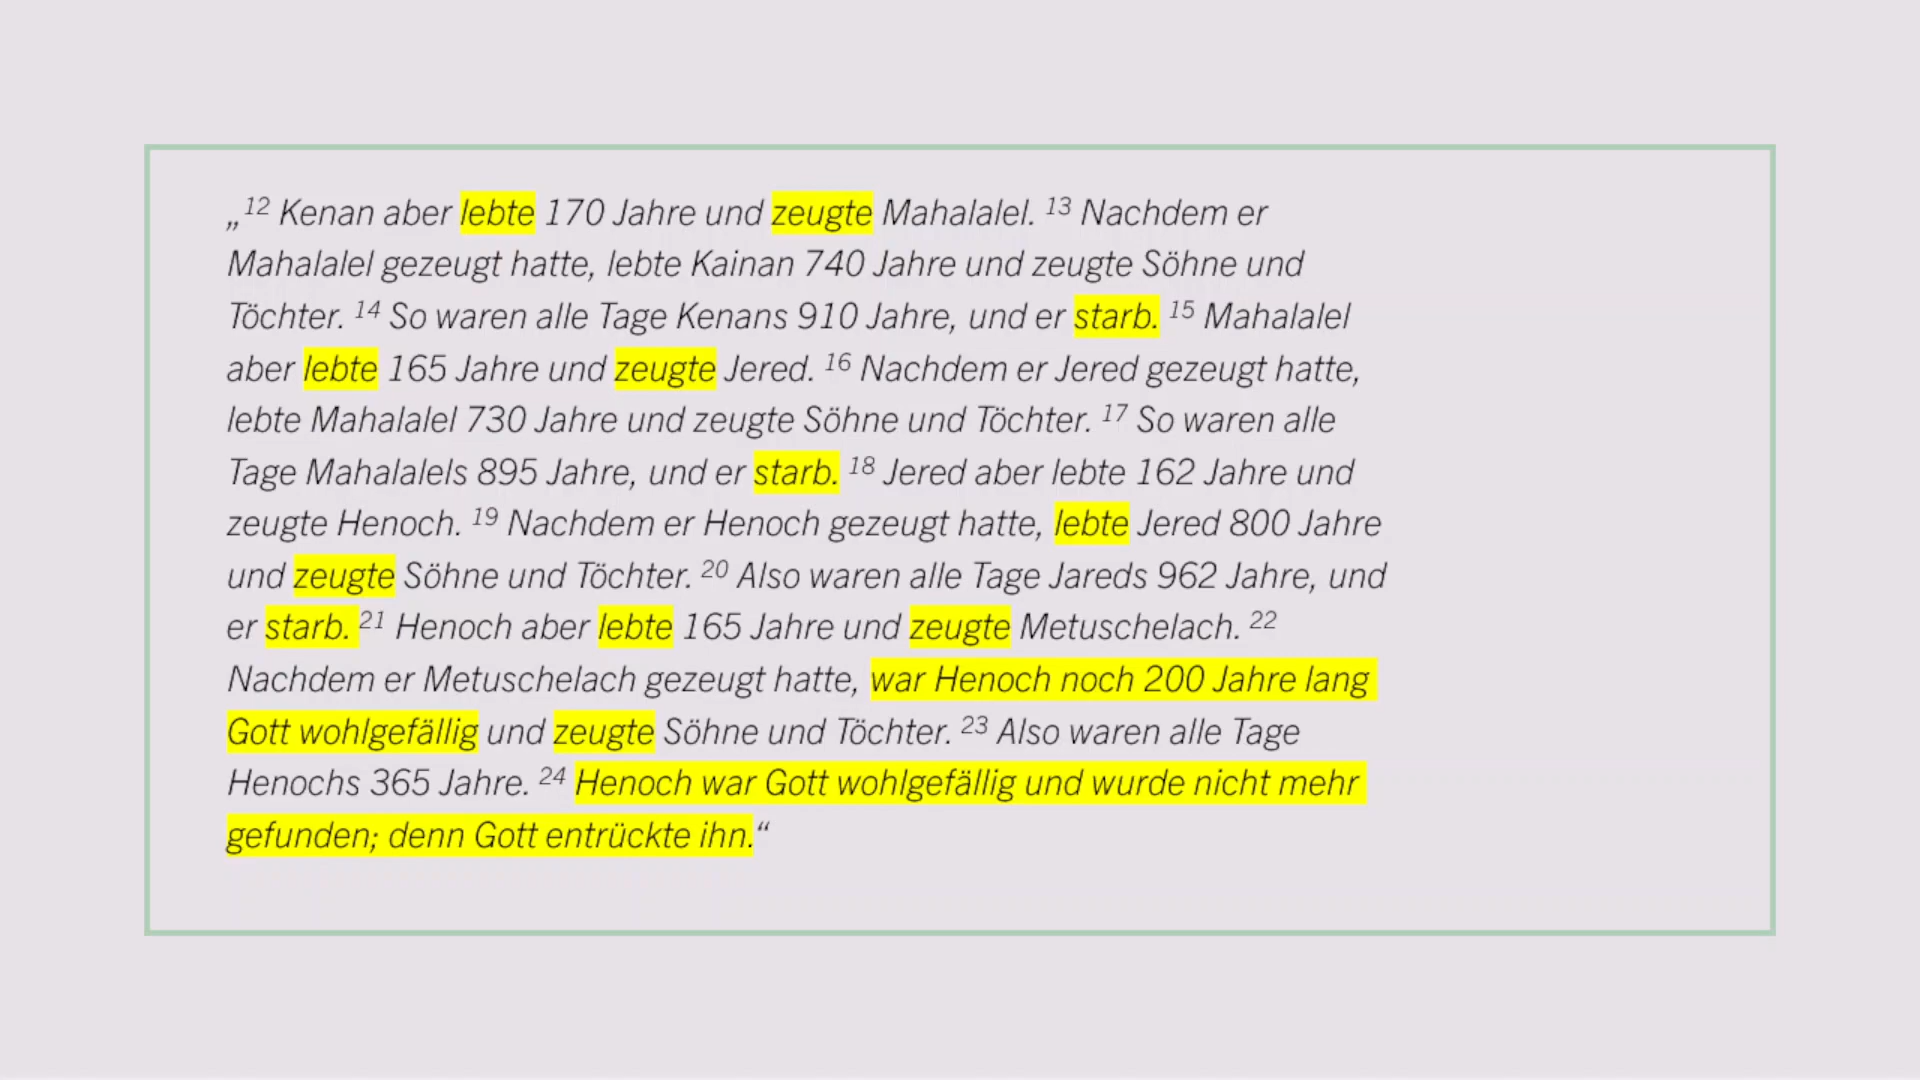 „12 Kenan aber lebte 170 Jahre und zeugte Mahalalel. 13 Nachdem er
Mahalalel gezeugt hatte, lebte Kainan 740 Jahre und zeugte Söhne und
Töchter. 14 So waren alle Tage Kenans 910 Jahre, und er starb. 15 Mahalalel
aber lebte 165 Jahre und zeugte Jered. 16 Nachdem er Jered gezeugt hatte,
lebte Mahalalel 730 Jahre und zeugte Söhne und Töchter. 17 So waren alle
Tage Mahalalels 895 Jahre, und er starb. 18 Jered aber lebte 162 Jahre und
zeugte Henoch. 19 Nachdem er Henoch gezeugt hatte, lebte Jered 800 Jahre
und zeugte Söhne und Töchter. 20 Also waren alle Tage Jareds 962 Jahre, und
er starb. 21 Henoch aber lebte 165 Jahre und zeugte Metuschelach. 22
Nachdem er Metuschelach gezeugt hatte, war Henoch noch 200 Jahre lang
Gott wohlgefällig und zeugte Söhne und Töchter. 23 Also waren alle Tage
Henochs 365 Jahre. 24 Henoch war Gott wohlgefällig und wurde nicht mehr
gefunden; denn Gott entrückte ihn.“